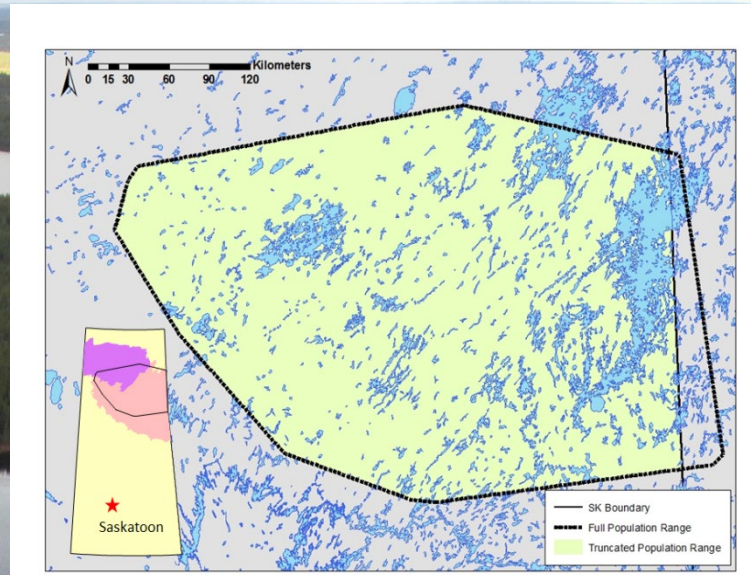 N
Kilometers
0 15 30 60 90 120
Saskatoon
SK Boundary
Full Population Range
Truncated Population Range